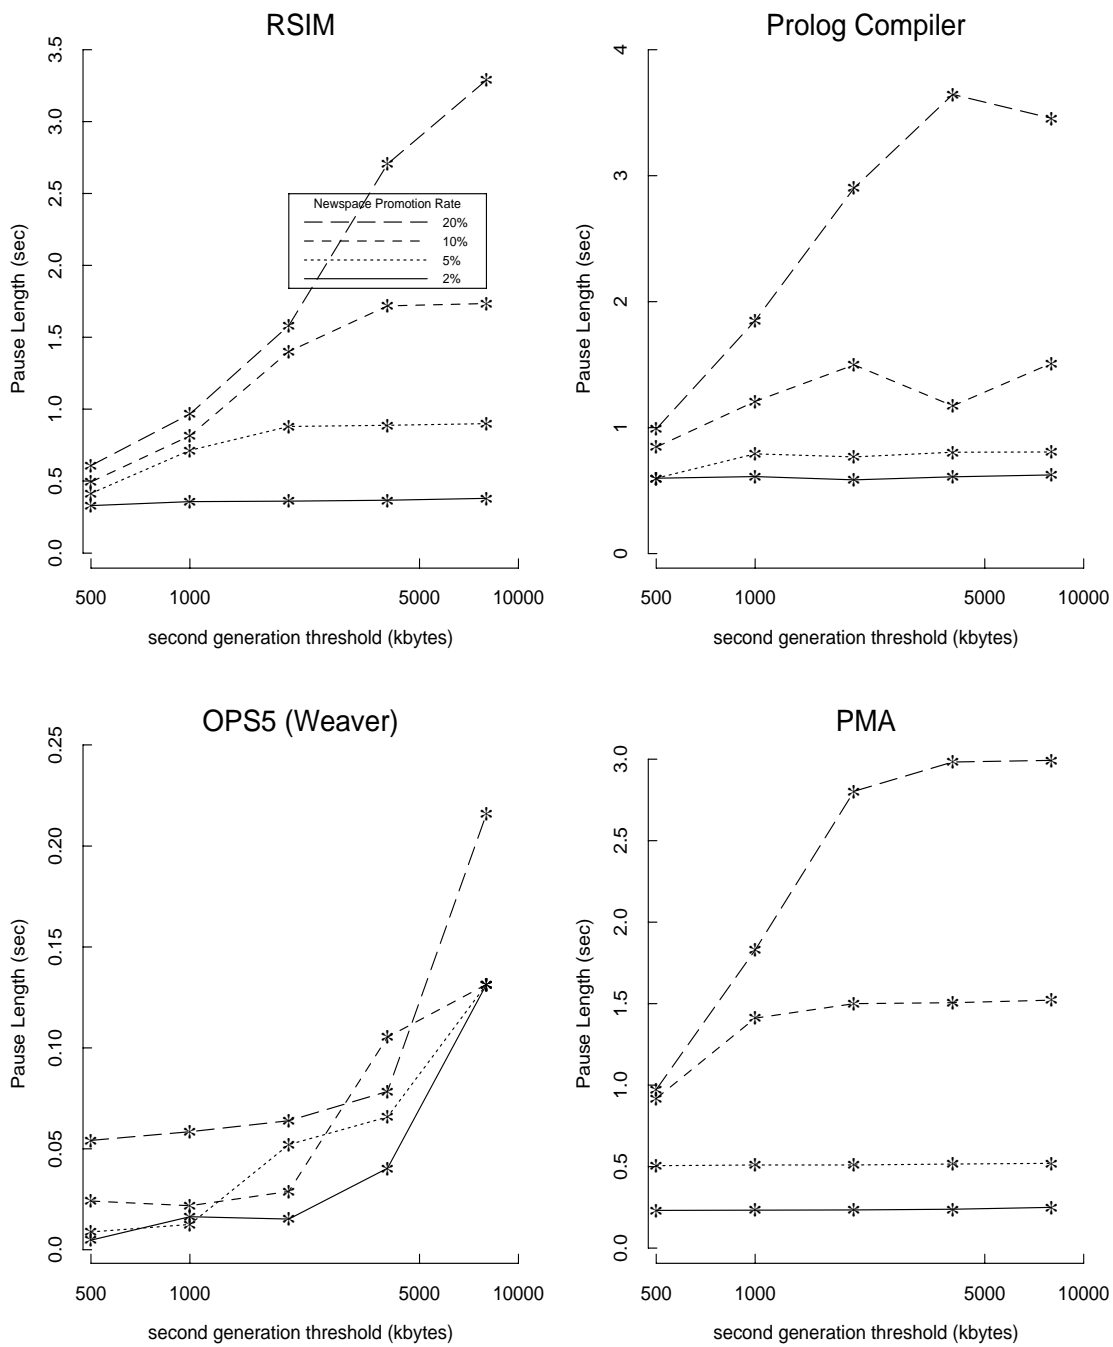 RSIM
3.5
3.0
2.5
2.0
1.5
1.0
0.5
0.0
Pause Length (sec)
Newspace Promotion Rate
20%
10%
5%
2%
500 1000 5000 10000
second generation threshold (kbytes)
Prolog Compiler
4
3
2
1
0
Pause Length (sec)
500 1000 5000 10000
second generation threshold (kbytes)
OPS5 (Weaver)
0.25
0.20
0.15
0.10
0.05
0.0
Pause Length (sec)
500 1000 5000 10000
second generation threshold (kbytes)
PMA
3.0
2.5
2.0
1.5
1.0
0.5
0.0
Pause Length (sec)
500 1000 5000 10000
second generation threshold (kbytes)